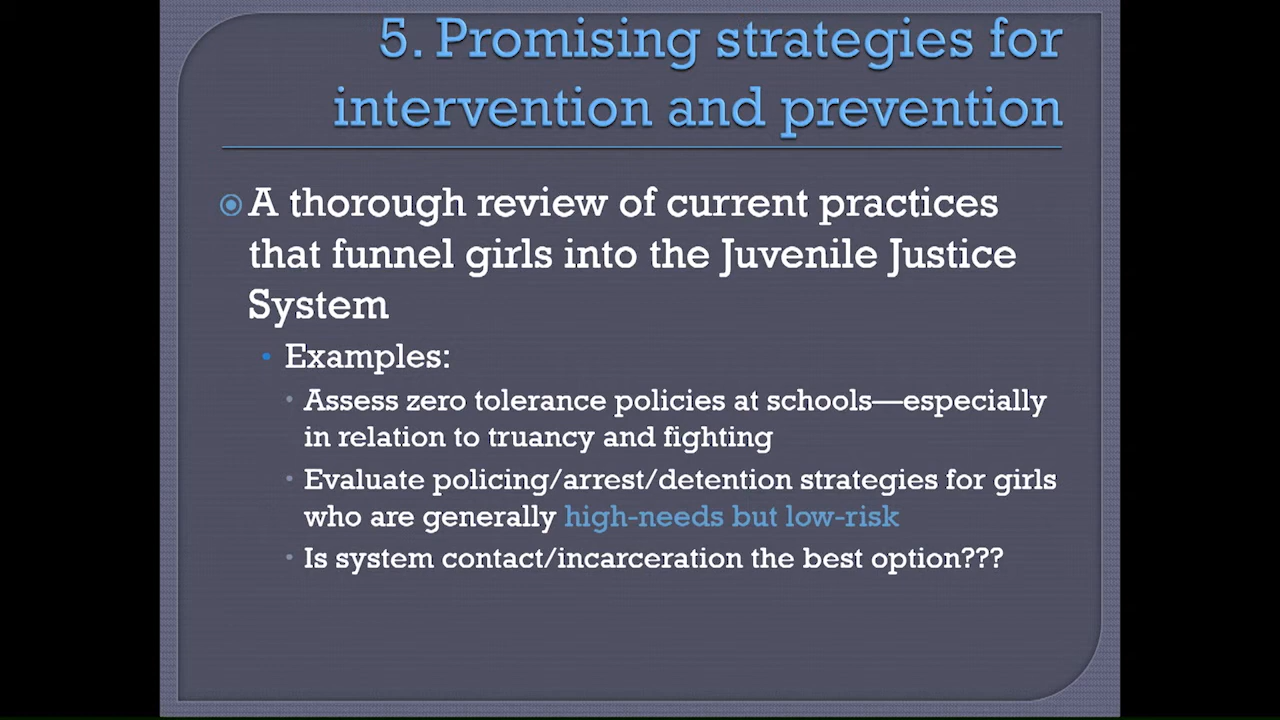 5. Promising strategies for
intervention and prevention
A thorough review of current practices
that funnel girls into the Juvenile Justice
System
Examples:
Assess zero tolerance policies at schools—especially
in relation to truancy and fighting
Evaluate policing/arrest/detention strategies for girls
who are generally high-needs but low-risk
Is system contact/incarceration the best option???